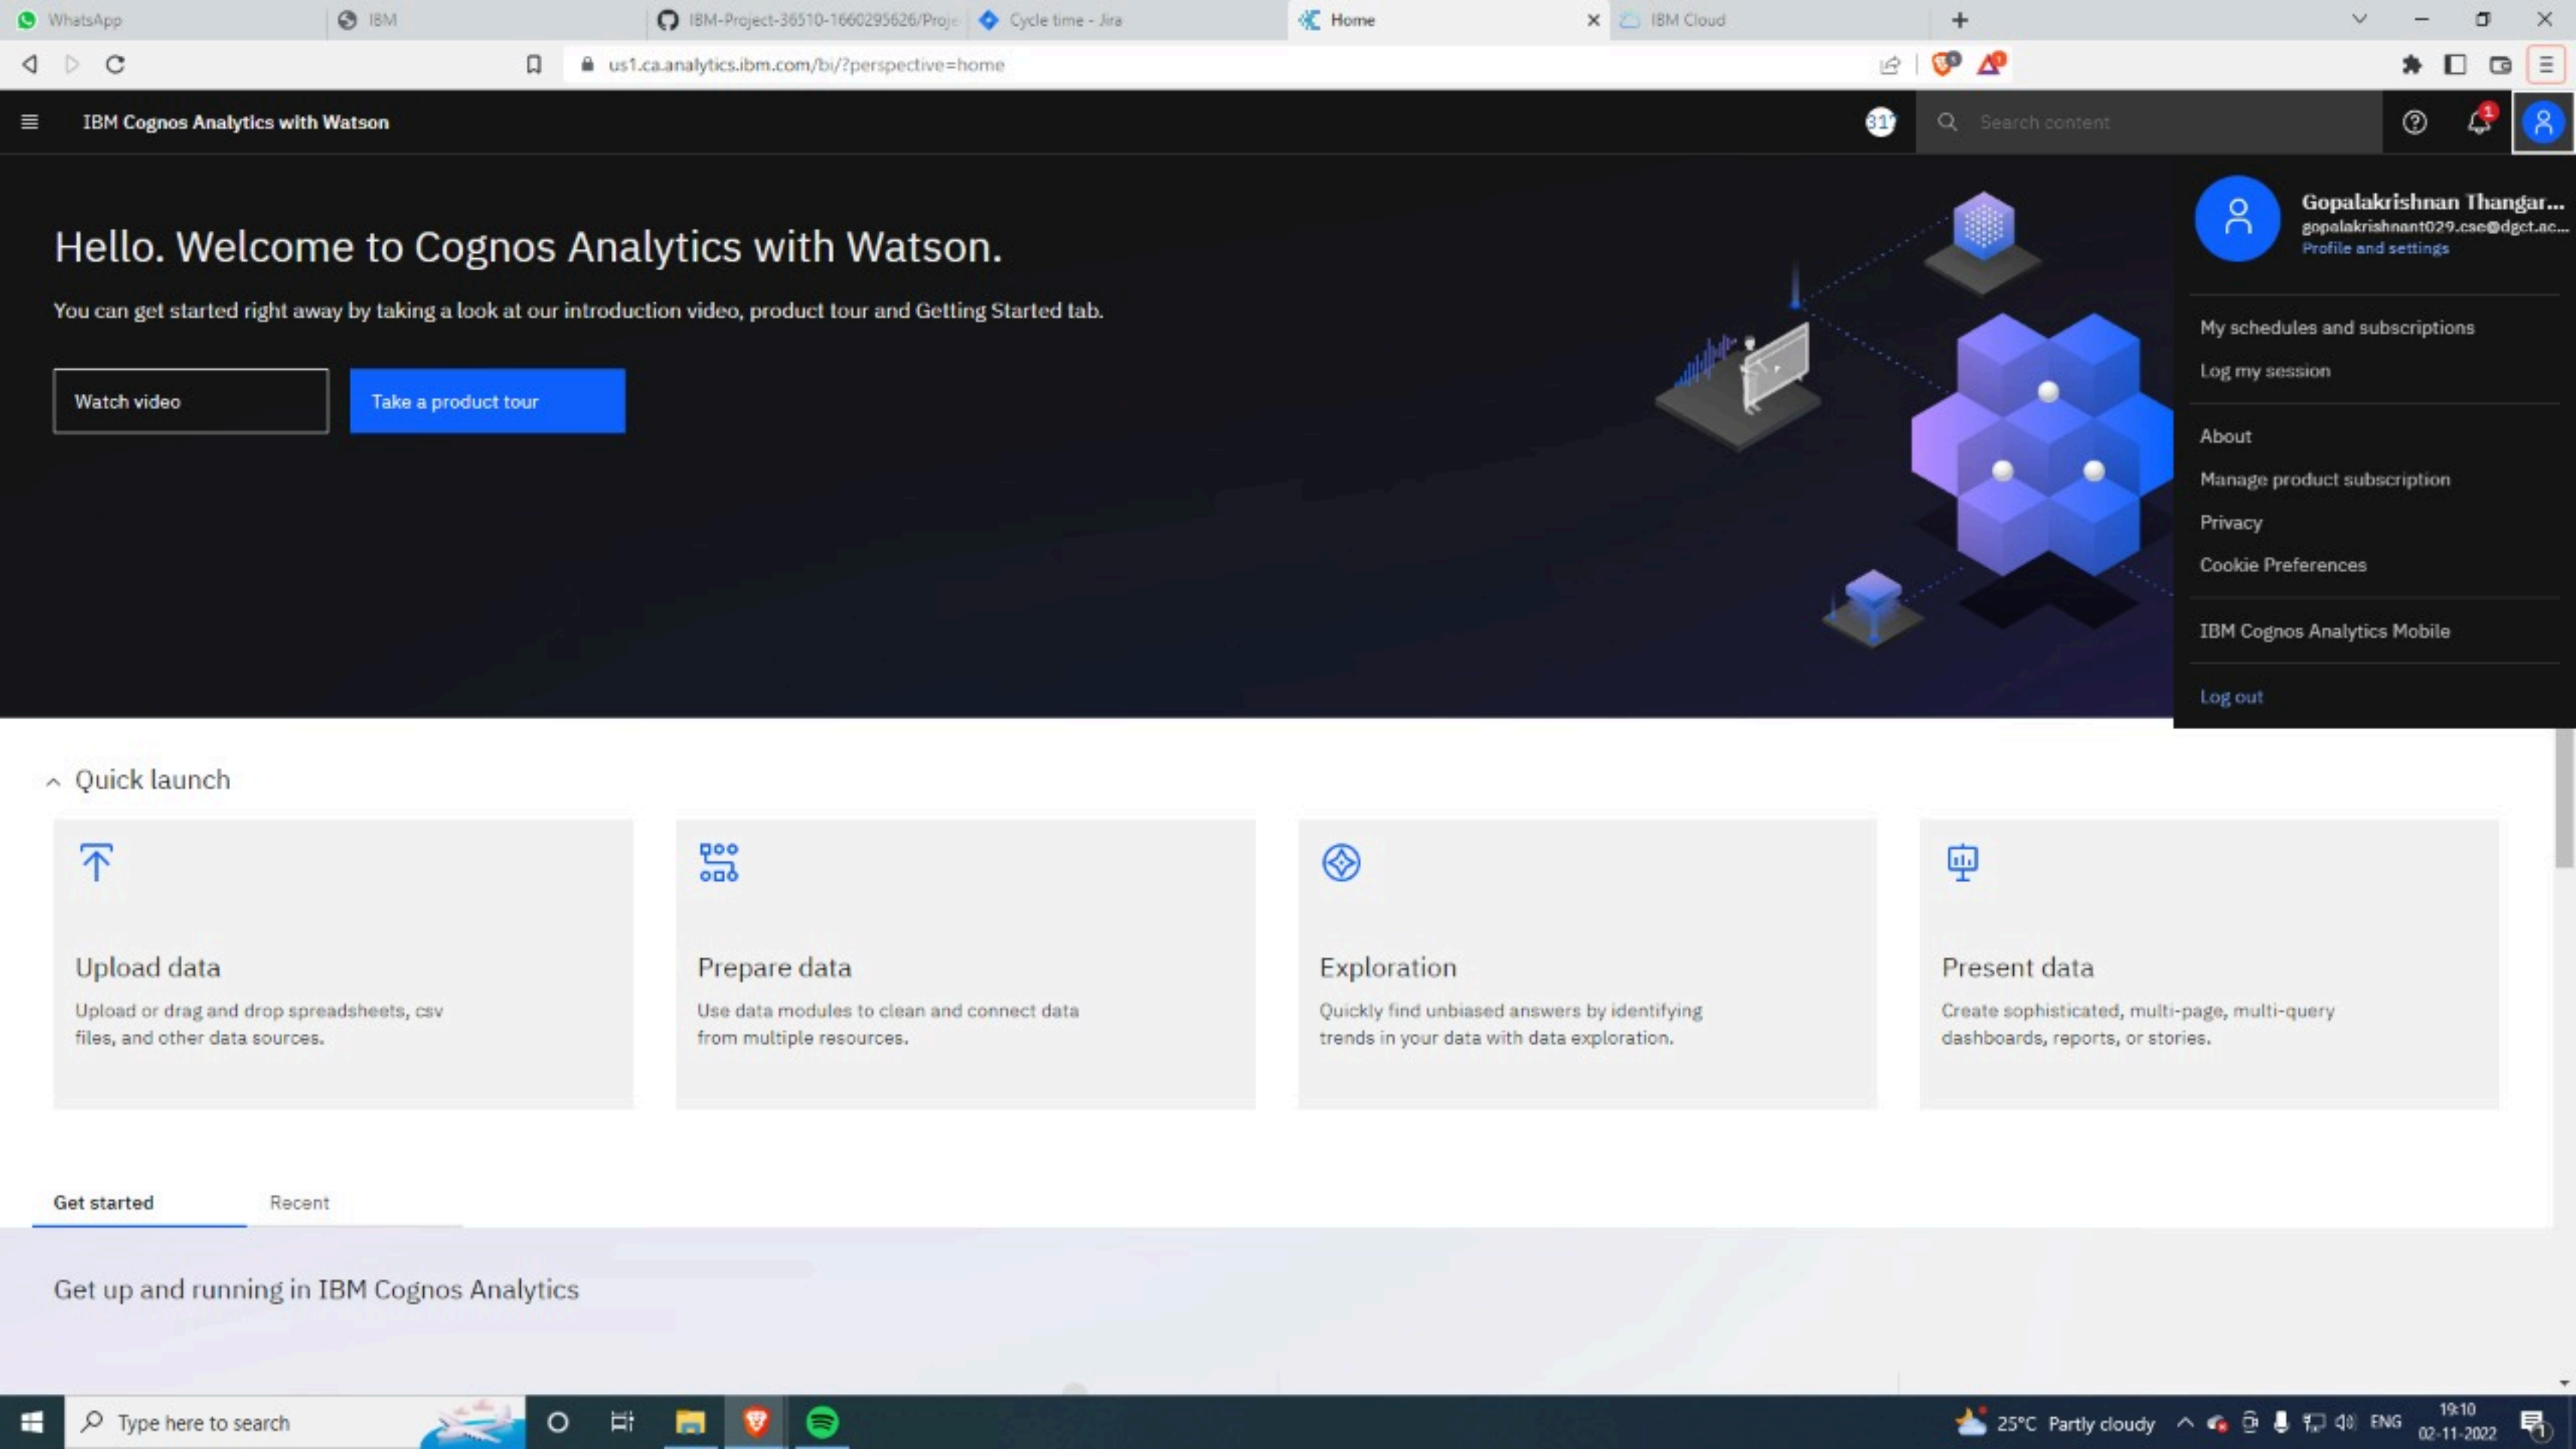 WhatsApp
IBM
IBM-Project-36510-1660295626/Proje
Cycle time - Jira
Home
IBM Cloud
us1.ca.analytics.ibm.com/bi/?perspective=home
IBM Cognos Analytics with Watson
Search content
1
Gopalakrishnan Thangar...
gopalakrishnant029.cse@dgct.ac...
Profile and settings
Hello. Welcome to Cognos Analytics with Watson.
You can get started right away by taking a look at our introduction video, product tour and Getting Started tab.
Watch video
Take a product tour
My schedules and subscriptions
Log my session
About
Manage product subscription
Privacy
Cookie Preferences
IBM Cognos Analytics Mobile
Log out
Quick launch
Upload data
Upload or drag and drop spreadsheets, csv
files, and other data sources.
Prepare data
Use data modules to clean and connect data
from multiple resources.
Exploration
Quickly find unbiased answers by identifying
trends in your data with data exploration.
Present data
Create sophisticated, multi-page, multi-query
dashboards, reports, or stories.
Get started
Recent
Get up and running in IBM Cognos Analytics
Type here to search
25°C Partly cloudy
ENG
19:10
02-11-2022
1